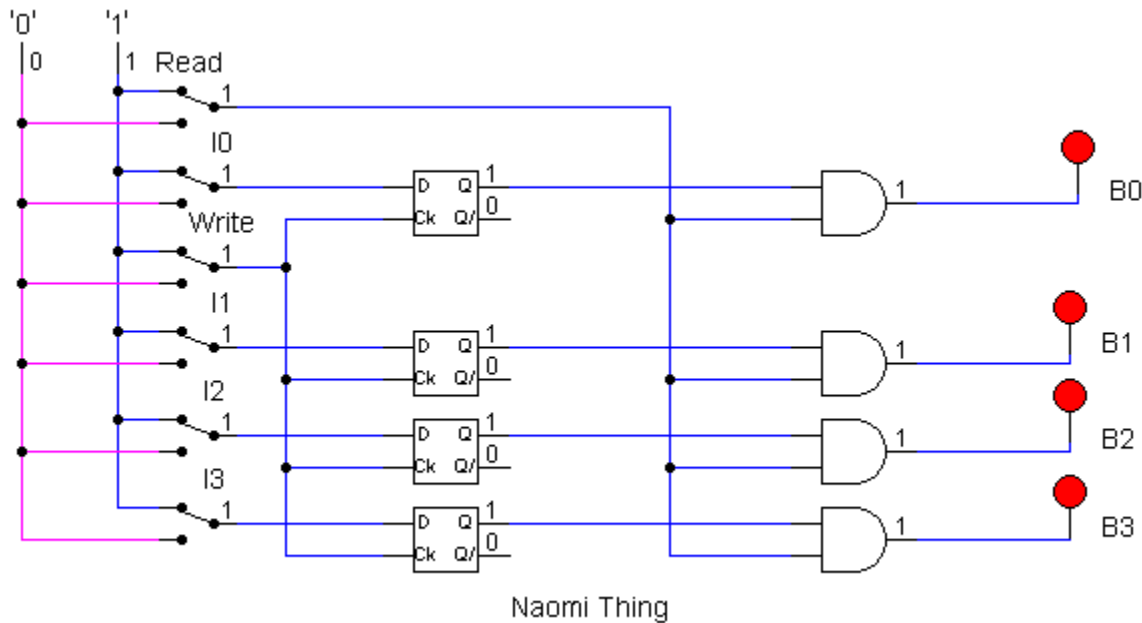 '0' '1'
0 1 Read
1
I0
1 D Q 1 1 B0
Ck Q/ 0
Write
1
I1
1 D Q 1 1 B1
Ck Q/ 0
I2
1 D Q 1 1 B2
Ck Q/ 0
I3
1 D Q 1 1 B3
Ck Q/ 0
Naomi Thing